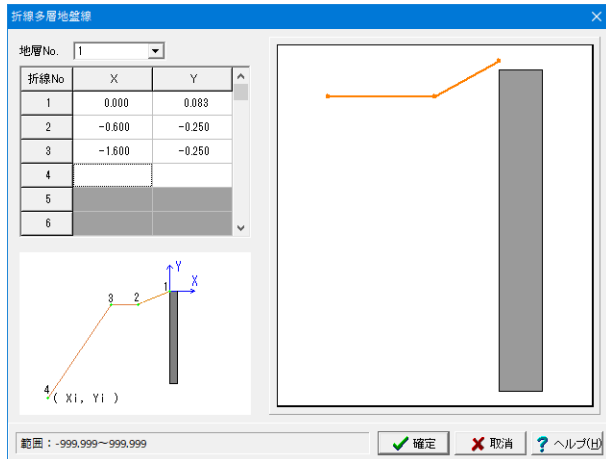 折線多層地盤線
地層No. 1
折線No X Y
1 0.000 0.083
2 -0.600 -0.250
3 -1.600 -0.250
4
5
6
Y
X
1
3 2
4
( Xi, Yi )
範囲:-999.999~999.999
確定 取消 ヘルプ(H)